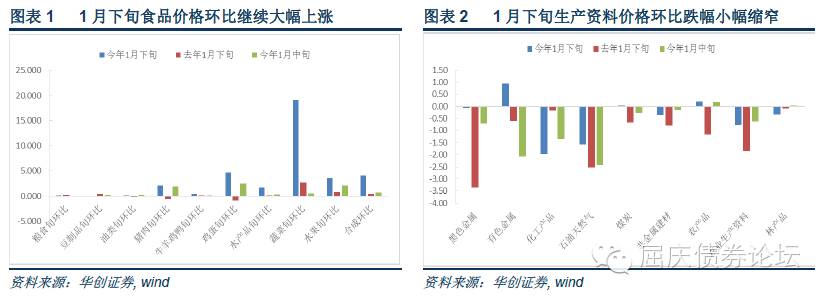 图表 1 1 月下旬食品价格环比继续大幅上涨
今年1月下旬 去年1月下旬 今年1月中旬
25.000
20.000
15.000
10.000
5.000
0.000
-5.000
粮食旬环比
豆制品旬环比
油类旬环比
猪肉旬环比
牛羊鸡鸭旬环比
鸡蛋旬环比
水产品旬环比
蔬菜旬环比
水果旬环比
合成环比
资料来源：华创证券, wind
图表 2 1 月下旬生产资料价格环比跌幅小幅缩窄
今年1月下旬 去年1月下旬 今年1月中旬
1.50
1.00
0.50
0.00
-0.50
-1.00
-1.50
-2.00
-2.50
-3.00
-3.50
-4.00
黑色金属
有色金属
化工产品
石油天然气
煤炭
非金属建材
农产品
农业生产资料
林产品
资料来源：华创证券, wind
屈庆债券论坛